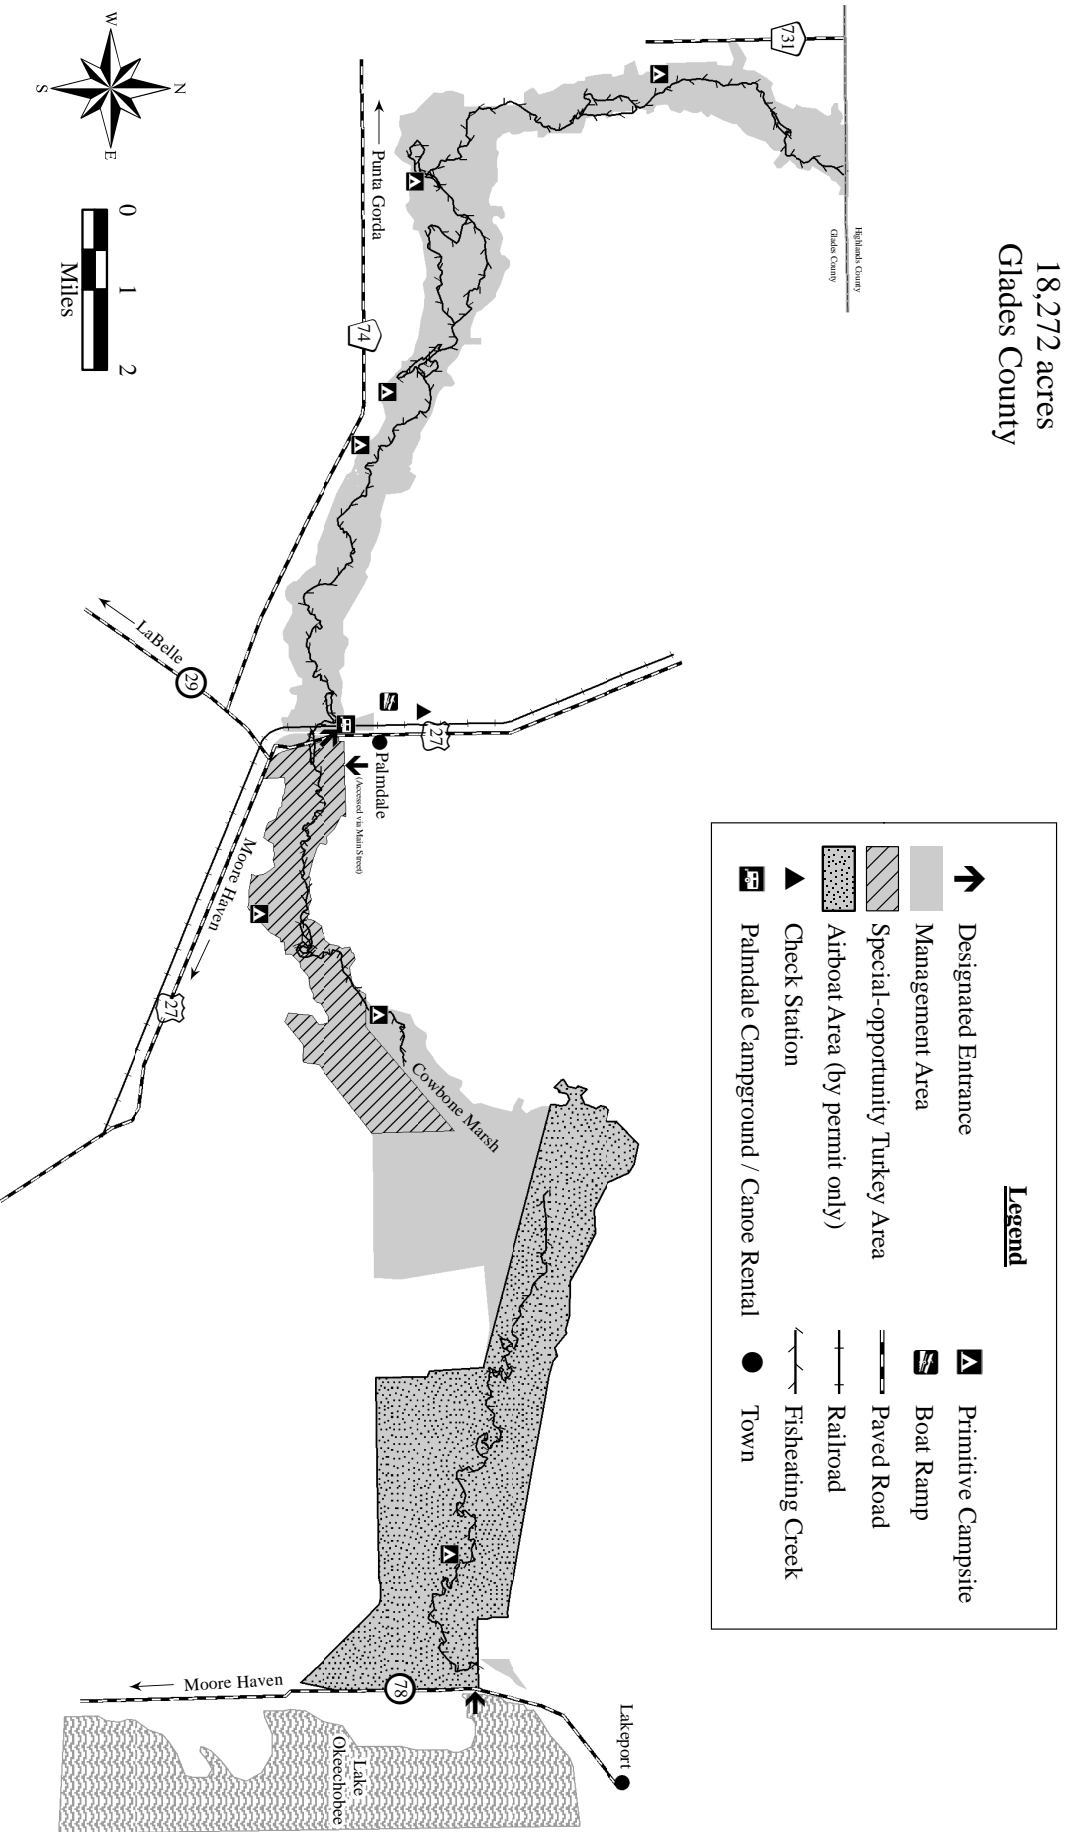 18,272 acres
Glades County
Highlands County
Glades County
731
W
N
S
E
0 1 2
Miles
Punta Gorda
74
LaBelle
29
27
Palmdale
(Accessed via Main Street)
Moore Haven
27
Cowbone Marsh
Legend
Designated Entrance
Management Area
Special-opportunity Turkey Area
Airboat Area (by permit only)
Check Station
Palmdale Campground / Canoe Rental
Primitive Campsite
Boat Ramp
Paved Road
Railroad
Fisheating Creek
Town
Moore Haven
78
Lakeport
Lake
Okeechobee